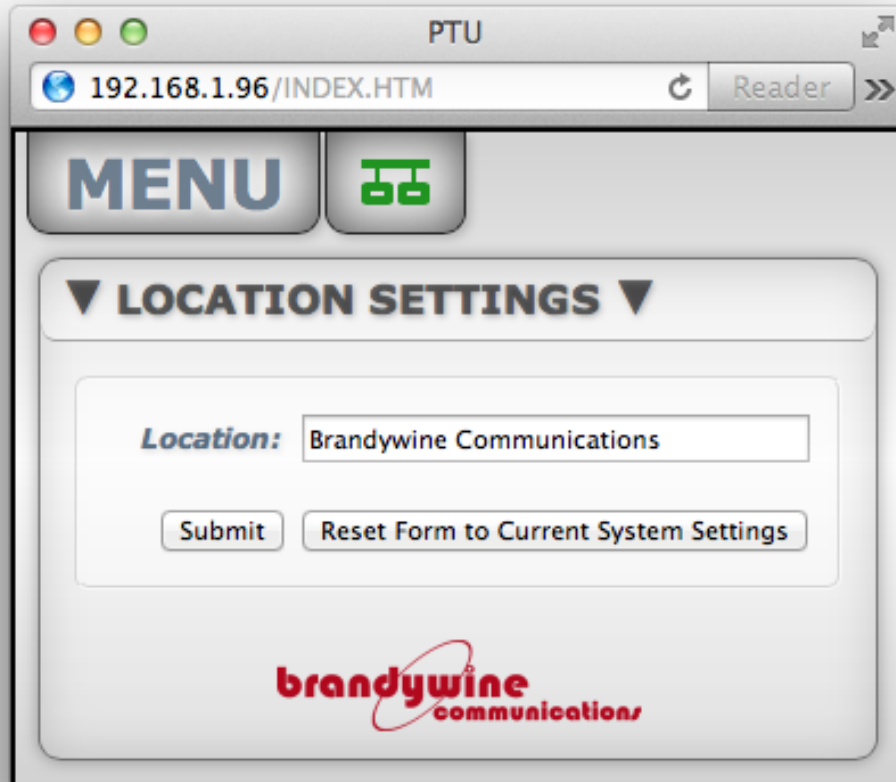 PTU
192.168.1.96/INDEX.HTM
Reader
MENU
▼ LOCATION SETTINGS ▼
Location: Brandywine Communications
Submit Reset Form to Current System Settings
brandywine
communications